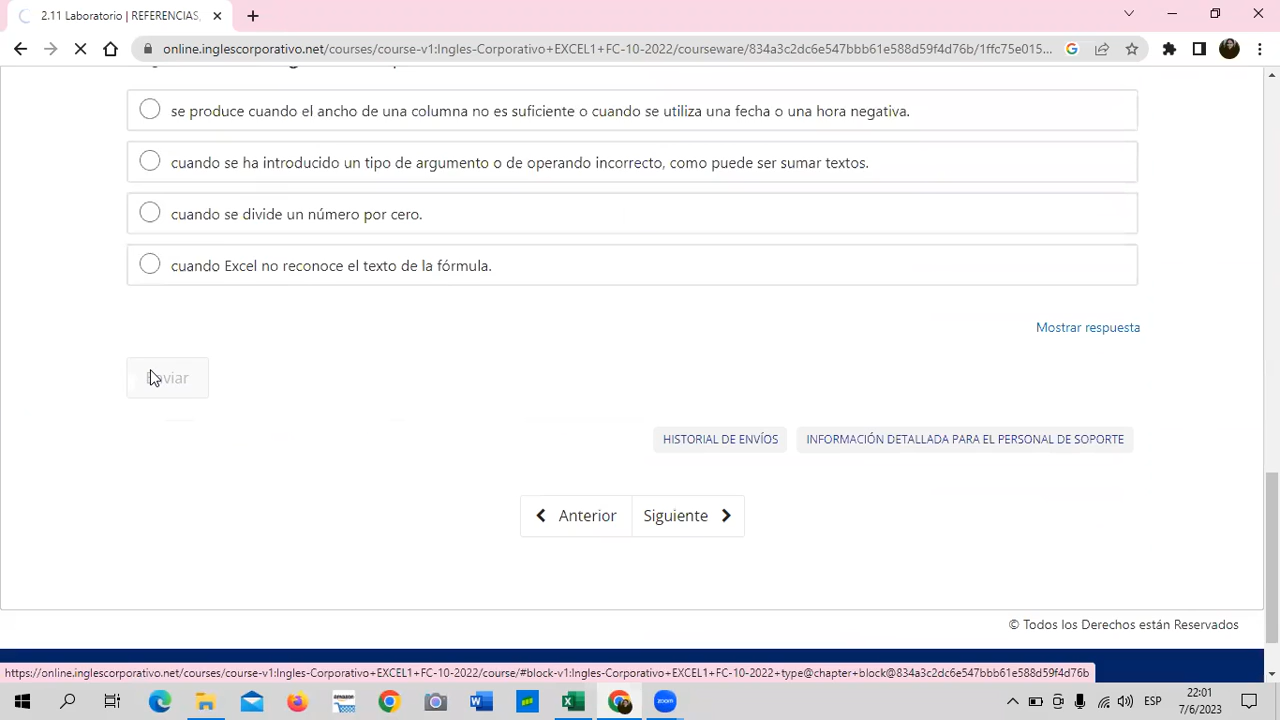 2.11 Laboratorio | REFERENCIAS,
online.inglescorporativo.net/courses/course-v1:Ingles-Corporativo+EXCEL1+FC-10-2022/courseware/834a3c2dc6e547bbb61e588d59f4d76b/1ffc75e015...
se produce cuando el ancho de una columna no es suficiente o cuando se utiliza una fecha o una hora negativa.
cuando se ha introducido un tipo de argumento o de operando incorrecto, como puede ser sumar textos.
cuando se divide un número por cero.
cuando Excel no reconoce el texto de la fórmula.
Mostrar respuesta
Enviar
HISTORIAL DE ENVÍOS
INFORMACIÓN DETALLADA PARA EL PERSONAL DE SOPORTE
Anterior
Siguiente
© Todos los Derechos están Reservados
https://online.inglescorporativo.net/courses/course-v1:Ingles-Corporativo+EXCEL1+FC-10-2022/course/#block-v1:Ingles-Corporativo+EXCEL1+FC-10-2022+type@chapter+block@834a3c2dc6e547bbb61e588d59f4d76b
amazon
zoom
ESP
22:01
7/6/2023